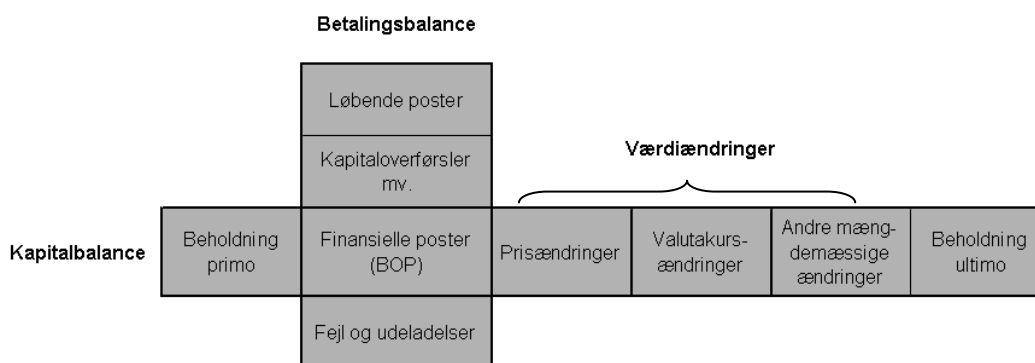 Betalingsbalance
Løbende poster
Kapitaloverførsler
mv.
Værdiændringer
Kapitalbalance
Beholdning
primo
Finansielle poster
(BOP)
Prisændringer
Valutakurs-
ændringer
Andre mæng-
demæssige
ændringer
Beholdning
ultimo
Fejl og udeladelser